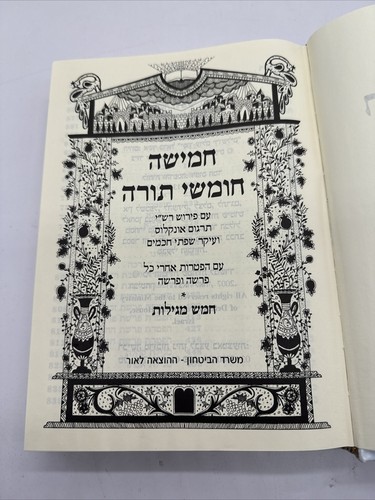 חמישה
חומשי תורה
עם פירוש רש״י
תרגום אונקלוס
ועיקר שפתי חכמים
עם הפטרות אחרי כל
פרשה ופרשה
*
חמש מגילות
משרד הביטחון - ההוצאה לאור